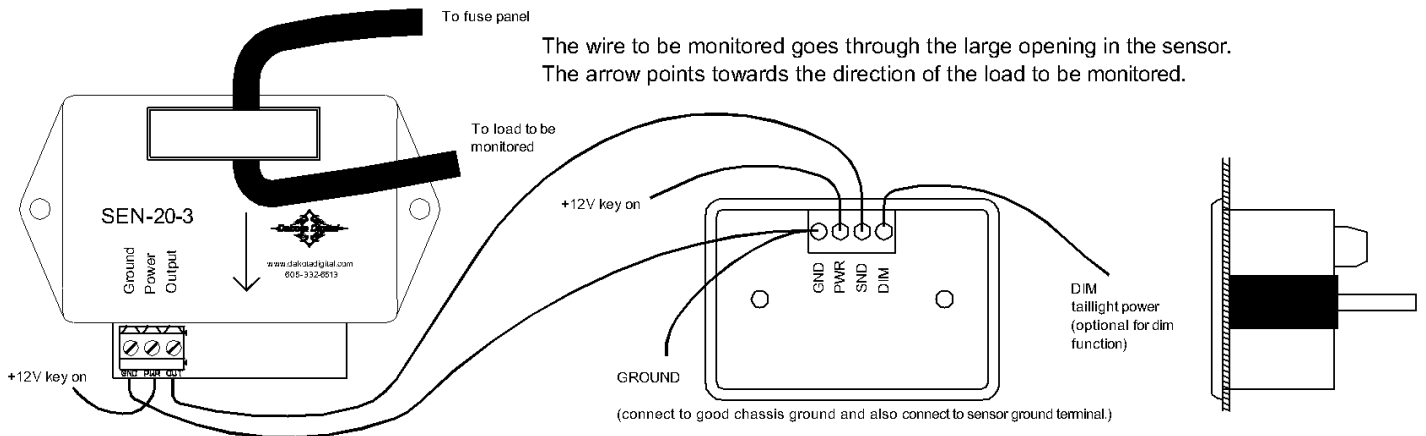 To fuse panel
The wire to be monitored goes through the large opening in the sensor.
The arrow points towards the direction of the load to be monitored.
To load to be
monitored
+12V key on
SEN-20-3
Dakota Digital
www.dakotadigital.com
605-332-6513
Ground
Power
Output
GND PWR OUT
+12V key on
GND
PWR
SND
DIM
DIM
taillight power
(optional for dim
function)
GROUND
(connect to good chassis ground and also connect to sensor ground terminal.)